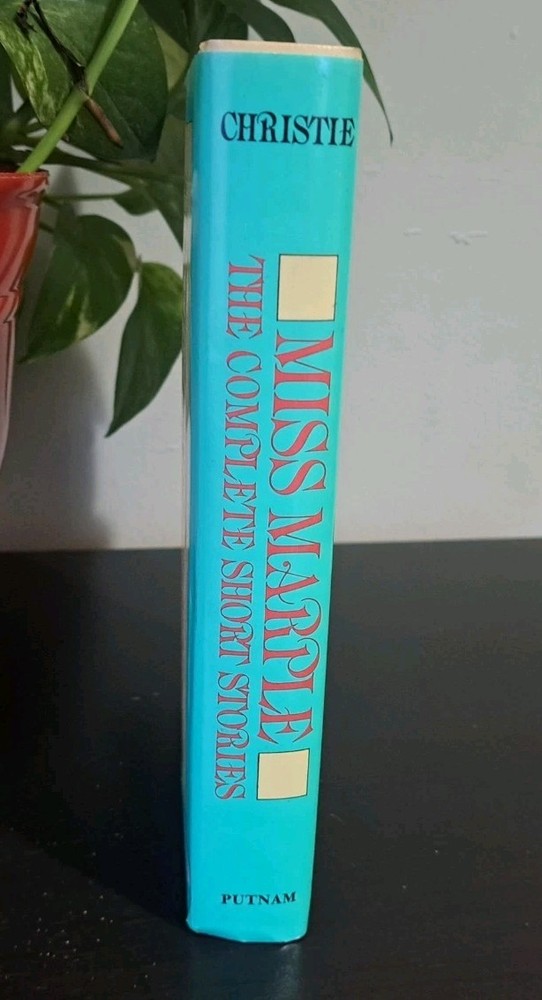 CHRISTIE
MISS MARPLE
THE COMPLETE SHORT STORIES
PUTNAM